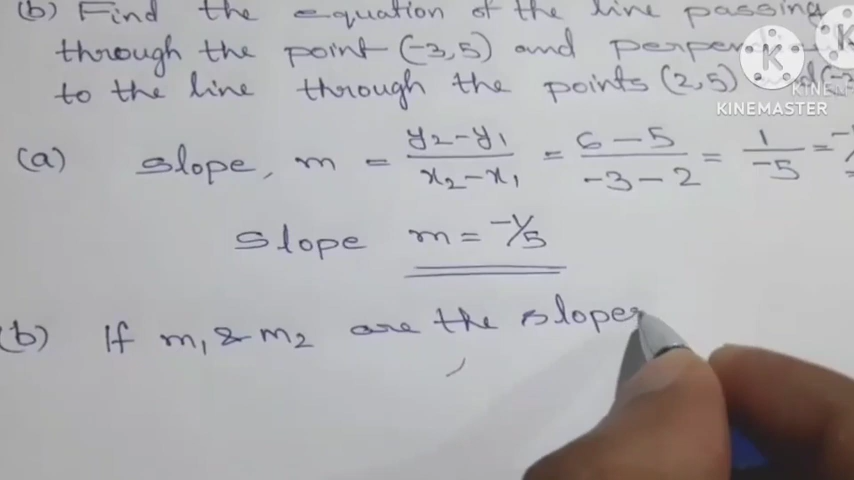 (b) Find the equation of the line passing
through the point (-3,5) and
to the line through the points (2,5)
KINEMASTER
(a) slope, m = y2-y1 / x2-x1 = 6-5 / -3-2 = 1 / -5 =
Slope m = -1/5
(b) If m1 & m2 are the slopes